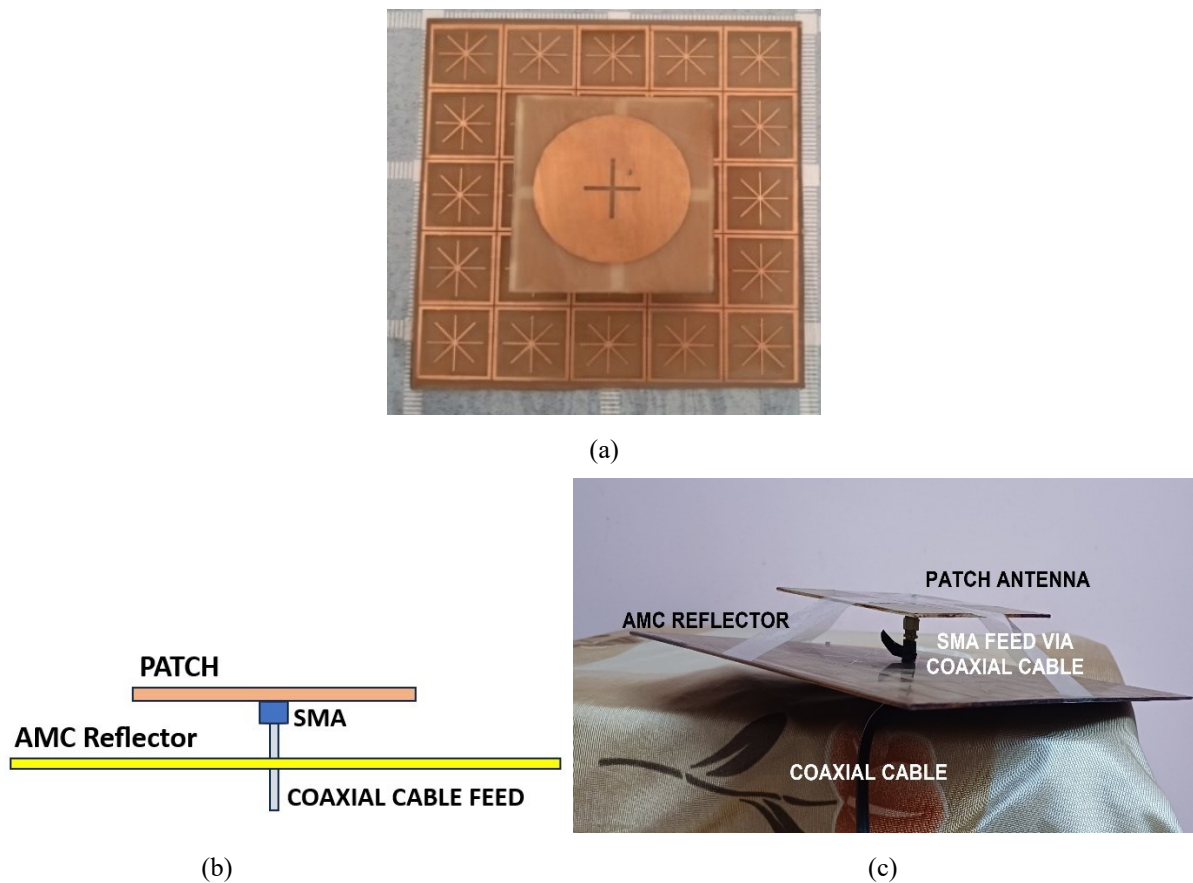 (a)
PATCH
SMA
AMC Reflector
COAXIAL CABLE FEED
(b)
PATCH ANTENNA
AMC REFLECTOR
SMA FEED VIA
COAXIAL CABLE
COAXIAL CABLE
(c)